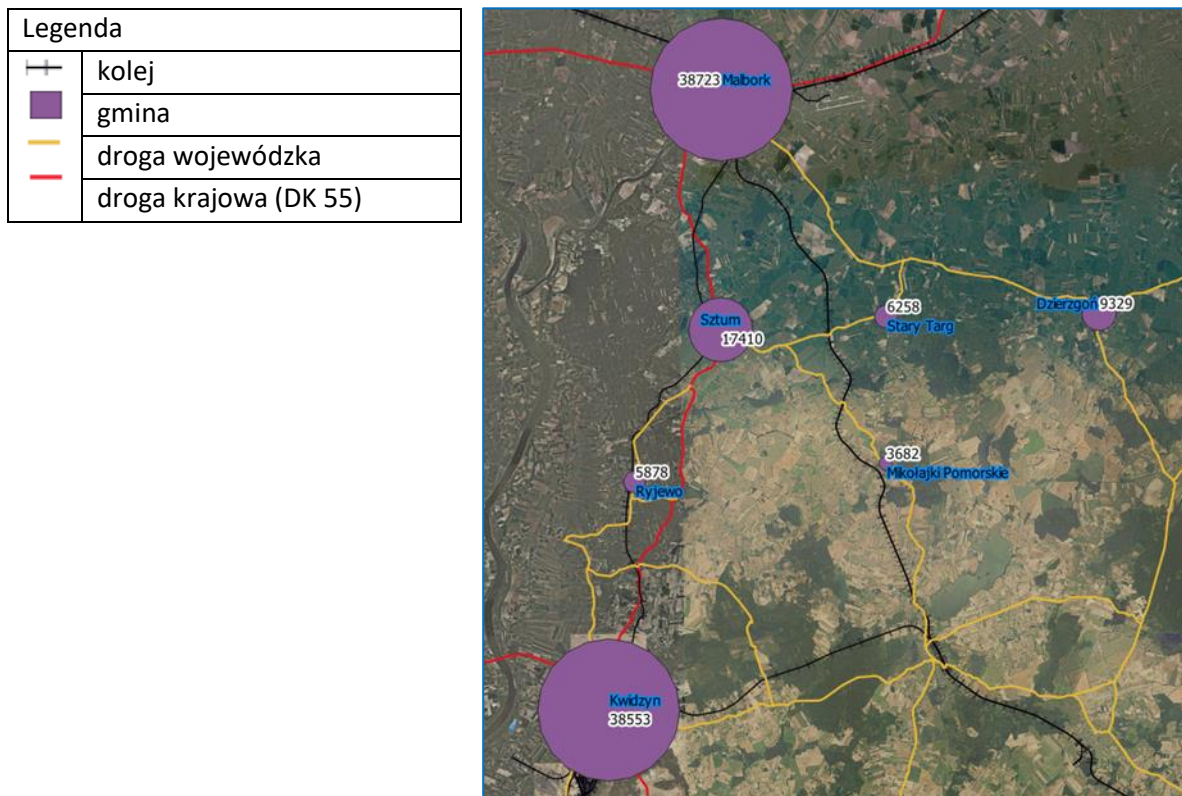 Legenda
kolej
gmina
droga wojewódzka
droga krajowa (DK 55)
38723 Malbork
Sztum
17410
6258
Stary Targ
Dzierzgoń 9329
5878
Ryjewo
3682
Mikołajki Pomorskie
Kwidzyn
38553